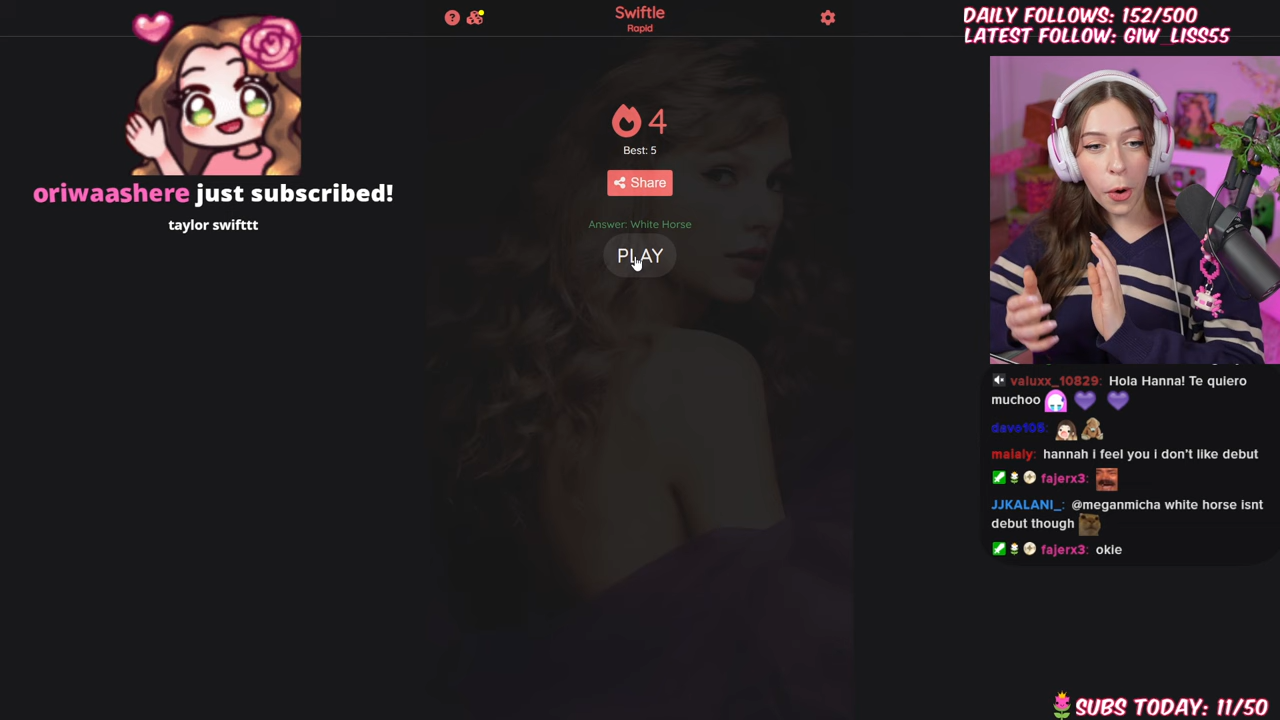 oriwaashere just subscribed!
taylor swifttt
Swiftle
Rapid
4
Best: 5
Share
Answer: White Horse
PLAY
DAILY FOLLOWS: 152/500
LATEST FOLLOW: GIW_LISS55
valuxx_10829: Hola Hanna! Te quiero
muchoo
davo105:
malaly: hannah i feel you i don't like debut
fajerx3:
JJKALANI_: @meganmicha white horse isnt
debut though
fajerx3: okie
SUBS TODAY: 11/50